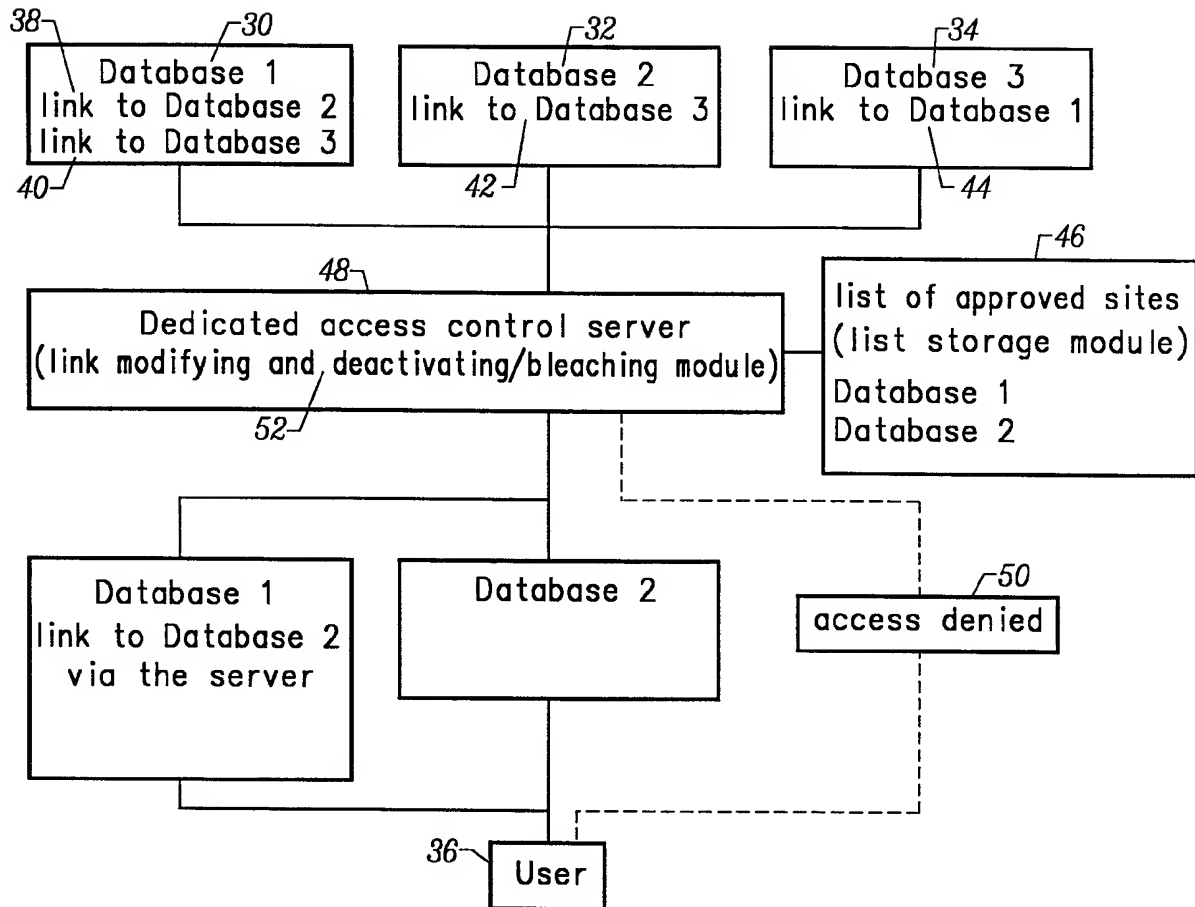 38
30
32
34
Database 1
link to Database 2
link to Database 3
Database 2
link to Database 3
Database 3
link to Database 1
40
42
44
46
48
Dedicated access control server
(link modifying and deactivating/bleaching module)
52
list of approved sites
(list storage module)
Database 1
Database 2
Database 1
link to Database 2
via the server
Database 2
50
access denied
36
User